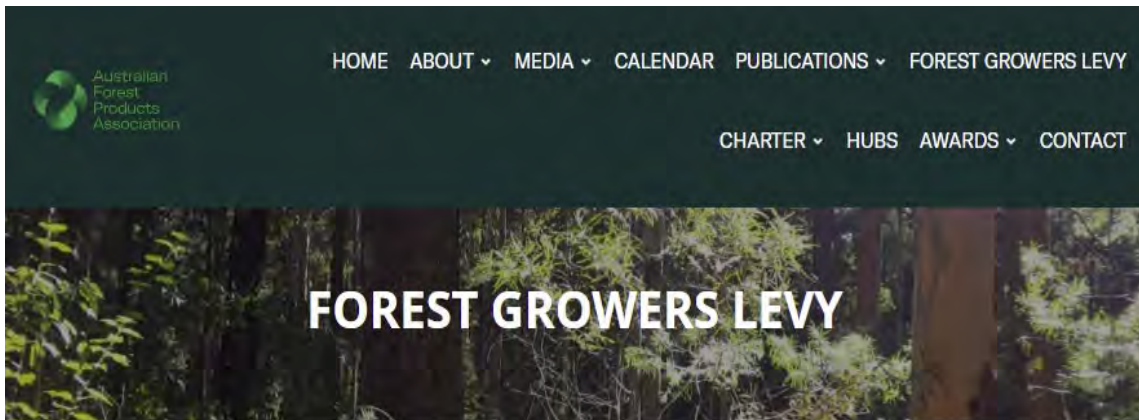 Australian
Forest
Products
Association
HOME ABOUT MEDIA CALENDAR PUBLICATIONS FOREST GROWERS LEVY
CHARTER HUBS AWARDS CONTACT
FOREST GROWERS LEVY